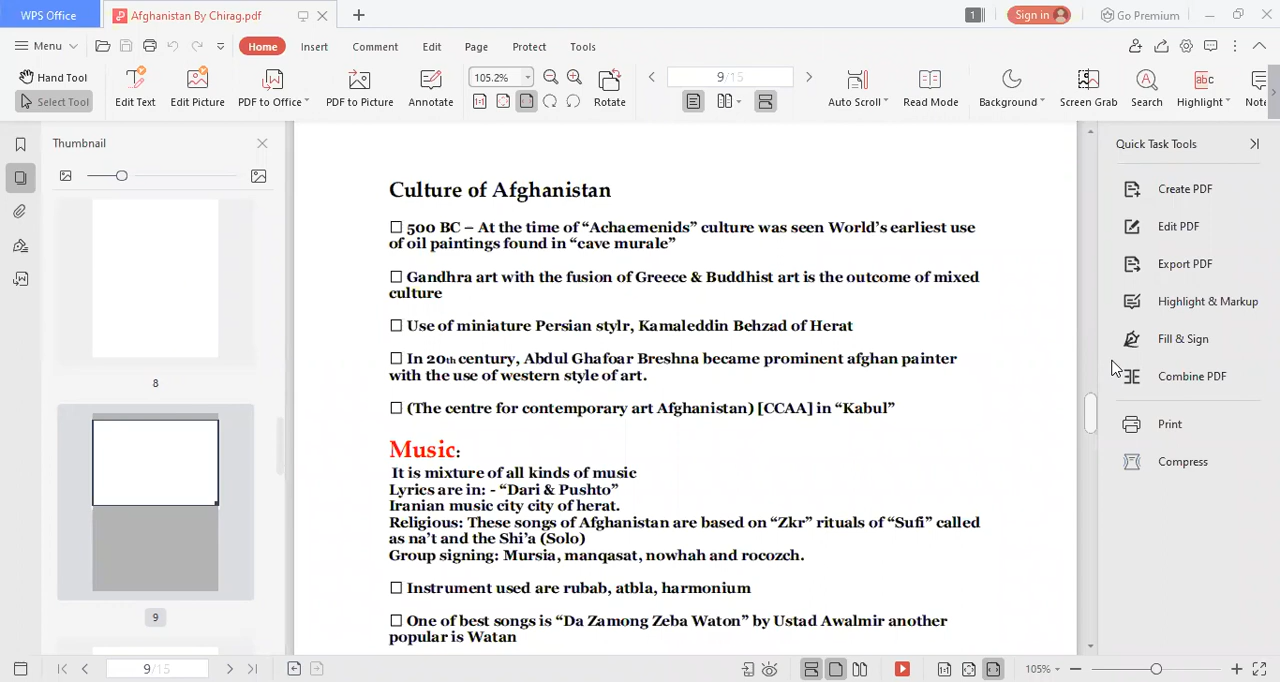 WPS Office Afghanistan By Chirag.pdf 1 Sign in Go Premium
Menu Home Insert Comment Edit Page Protect Tools
Hand Tool
Select Tool
Edit Text Edit Picture PDF to Office PDF to Picture Annotate 105.2% Rotate 9/15 Auto Scroll Read Mode Background Screen Grab Search Highlight Note
Thumbnail
8
9
Culture of Afghanistan
☐ 500 BC – At the time of “Achaemenids” culture was seen World’s earliest use
of oil paintings found in “cave murale”
☐ Gandhra art with the fusion of Greece & Buddhist art is the outcome of mixed
culture
☐ Use of miniature Persian stylr, Kamaleddin Behzad of Herat
☐ In 20th century, Abdul Ghafoar Breshna became prominent afghan painter
with the use of western style of art.
☐ (The centre for contemporary art Afghanistan) [CCAA] in “Kabul”
Music:
It is mixture of all kinds of music
Lyrics are in: - “Dari & Pushto”
Iranian music city city of herat.
Religious: These songs of Afghanistan are based on “Zkr” rituals of “Sufi” called
as na’t and the Shi’a (Solo)
Group signing: Mursia, manqasat, nowhah and rocozch.
☐ Instrument used are rubab, atbla, harmonium
☐ One of best songs is “Da Zamong Zeba Waton” by Ustad Awalmir another
popular is Watan
Quick Task Tools
Create PDF
Edit PDF
Export PDF
Highlight & Markup
Fill & Sign
Combine PDF
Print
Compress
9/15 105%